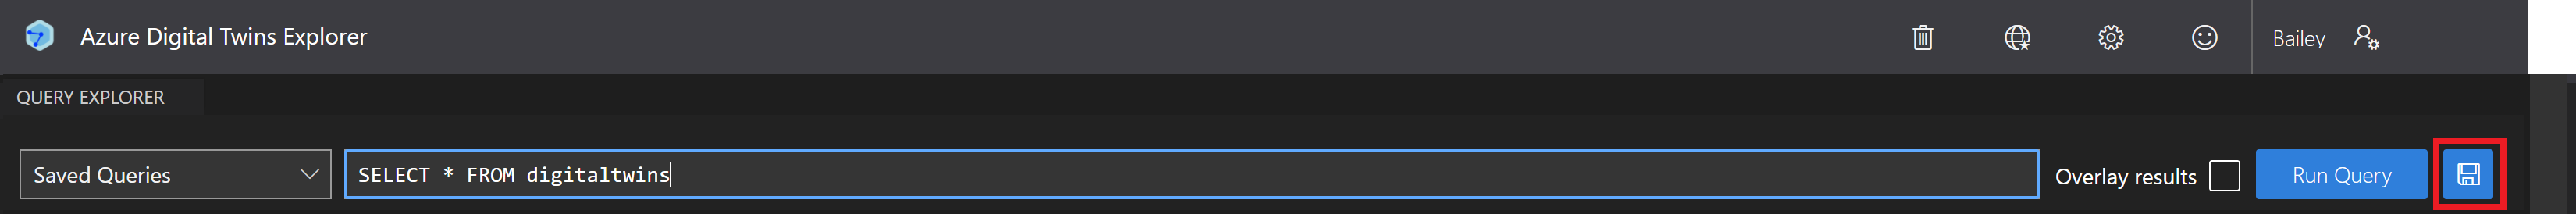 Azure Digital Twins Explorer
Bailey
QUERY EXPLORER
Saved Queries
SELECT * FROM digitaltwins
Overlay results
Run Query